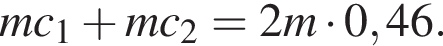 mc₁ + mc₂ = 2m · 0,46.